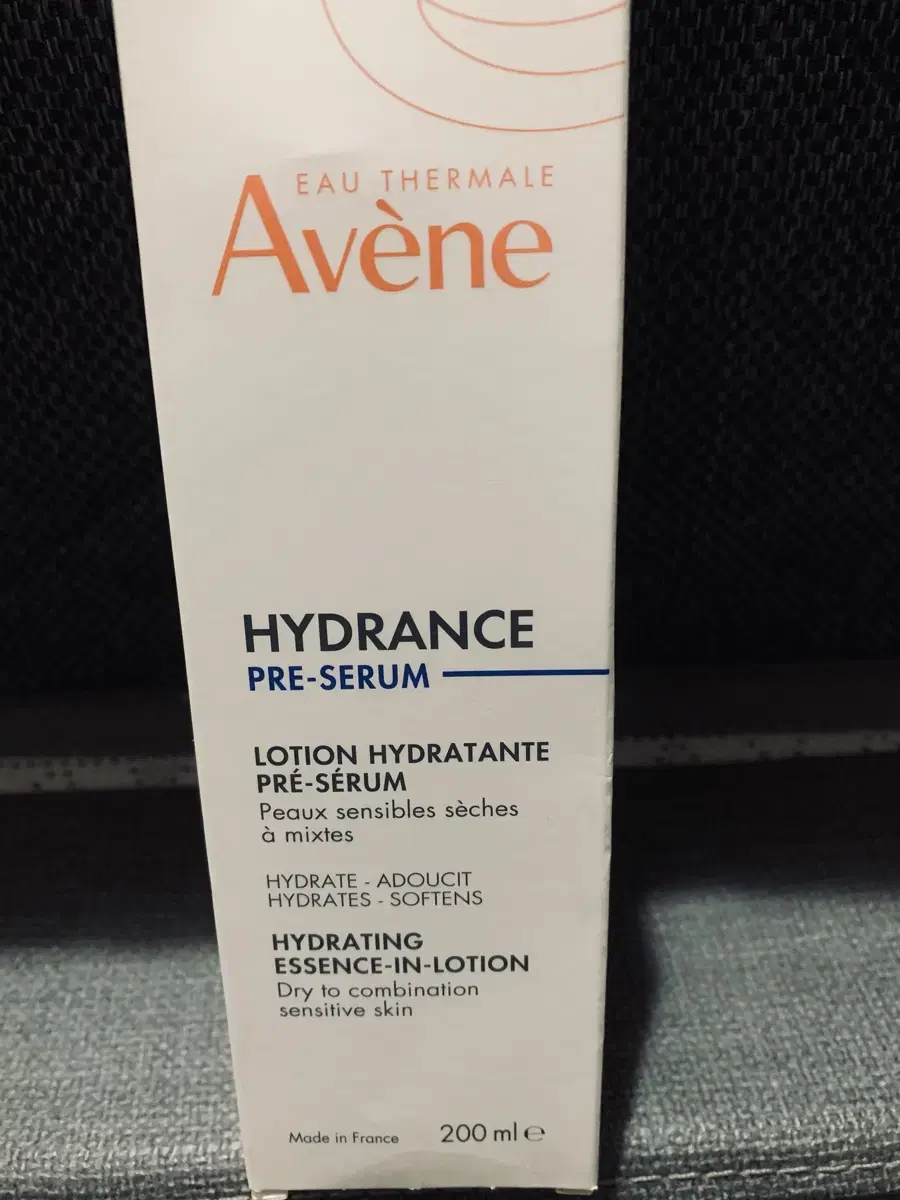 EAU THERMALE
Avène
HYDRANCE
PRE-SERUM
LOTION HYDRATANTE
PRÉ-SÉRUM
Peaux sensibles sèches
à mixtes
HYDRATE - ADOUCIT
HYDRATES - SOFTENS
HYDRATING
ESSENCE-IN-LOTION
Dry to combination
sensitive skin
Made in France 200 ml ℮